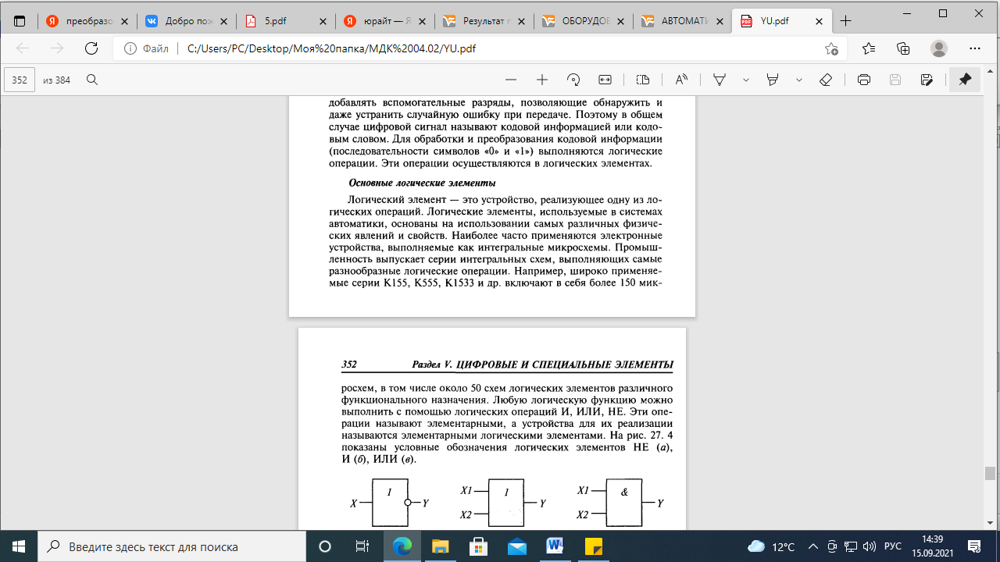 преобразо
Добро пож
5.pdf
юрайт — Я
Результат п
ОБОРУДОВ
АВТОМАТИ
YU.pdf
Файл
C:/Users/PC/Desktop/Моя%20папка/МДК%2004.02/YU.pdf
352
из 384
добавлять вспомогательные разряды, позволяющие обнаружить и
даже устранить случайную ошибку при передаче. Поэтому в общем
случае цифровой сигнал называют кодовой информацией или кодо-
вым словом. Для обработки и преобразования кодовой информации
(последовательности символов «0» и «1») выполняются логические
операции. Эти операции осуществляются в логических элементах.
Основные логические элементы
Логический элемент — это устройство, реализующее одну из ло-
гических операций. Логические элементы, используемые в системах
автоматики, основаны на использовании самых различных физиче-
ских явлений и свойств. Наиболее часто применяются электронные
устройства, выполняемые как интегральные микросхемы. Промыш-
ленность выпускает серии интегральных схем, выполняющих самые
разнообразные логические операции. Например, широко применяе-
мые серии К155, К555, К1533 и др. включают в себя более 150 мик-
352 Раздел V. ЦИФРОВЫЕ И СПЕЦИАЛЬНЫЕ ЭЛЕМЕНТЫ
росхем, в том числе около 50 схем логических элементов различного
функционального назначения. Любую логическую функцию можно
выполнить с помощью логических операций И, ИЛИ, НЕ. Эти опе-
рации называют элементарными, а устройства для их реализации
называются элементарными логическими элементами. На рис. 27. 4
показаны условные обозначения логических элементов НЕ (а),
И (б), ИЛИ (в).
X 1 Y
X1 1 Y
X2
X1 & Y
X2
Введите здесь текст для поиска
12°C
РУС
14:39
15.09.2021